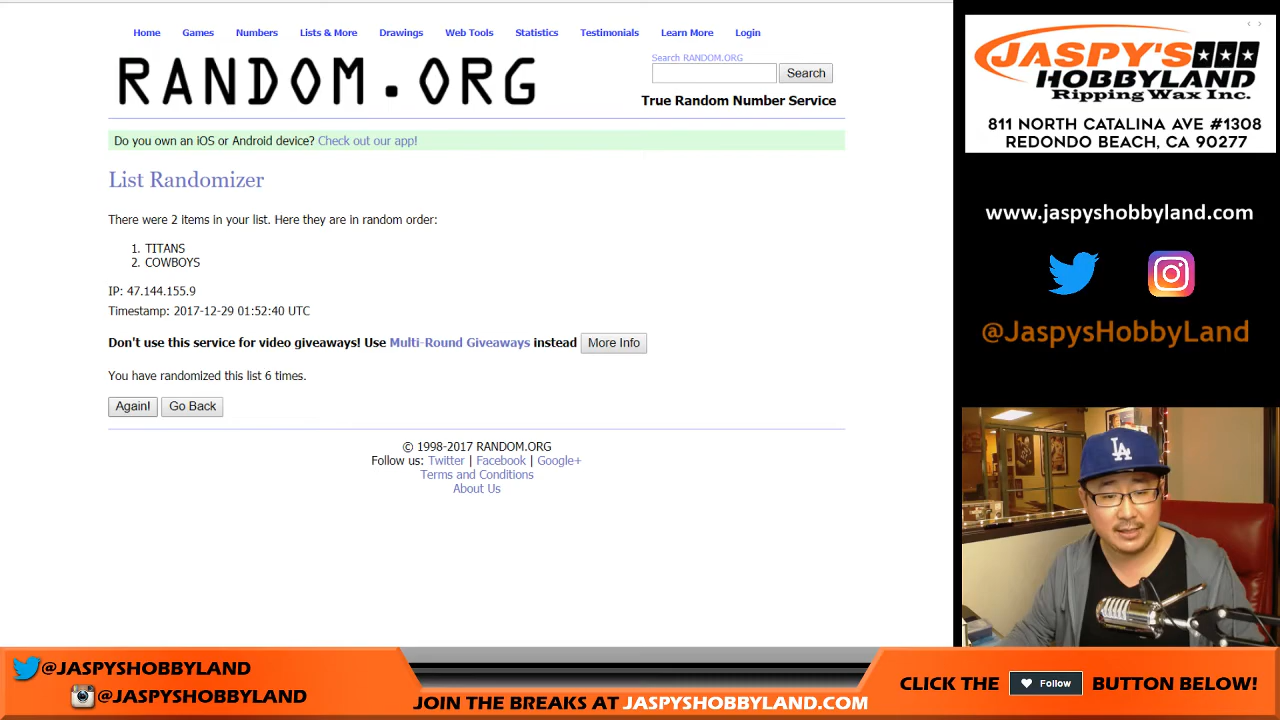 Home Games Numbers Lists & More Drawings Web Tools Statistics Testimonials Learn More Login
RANDOM.ORG
Search RANDOM.ORG
Search
True Random Number Service
Do you own an iOS or Android device? Check out our app!
List Randomizer
There were 2 items in your list. Here they are in random order:
1. TITANS
2. COWBOYS
IP: 47.144.155.9
Timestamp: 2017-12-29 01:52:40 UTC
Don't use this service for video giveaways! Use Multi-Round Giveaways instead More Info
You have randomized this list 6 times.
Again! Go Back
© 1998-2017 RANDOM.ORG
Follow us: Twitter | Facebook | Google+
Terms and Conditions
About Us
JASPY'S
HOBBYLAND
Ripping Wax Inc.
811 NORTH CATALINA AVE #1308
REDONDO BEACH, CA 90277
www.jaspyshobbyland.com
@JaspysHobbyLand
LA
@JASPYSHOBBYLAND
@JASPYSHOBBYLAND
JOIN THE BREAKS AT JASPYSHOBBYLAND.COM
CLICK THE Follow BUTTON BELOW!